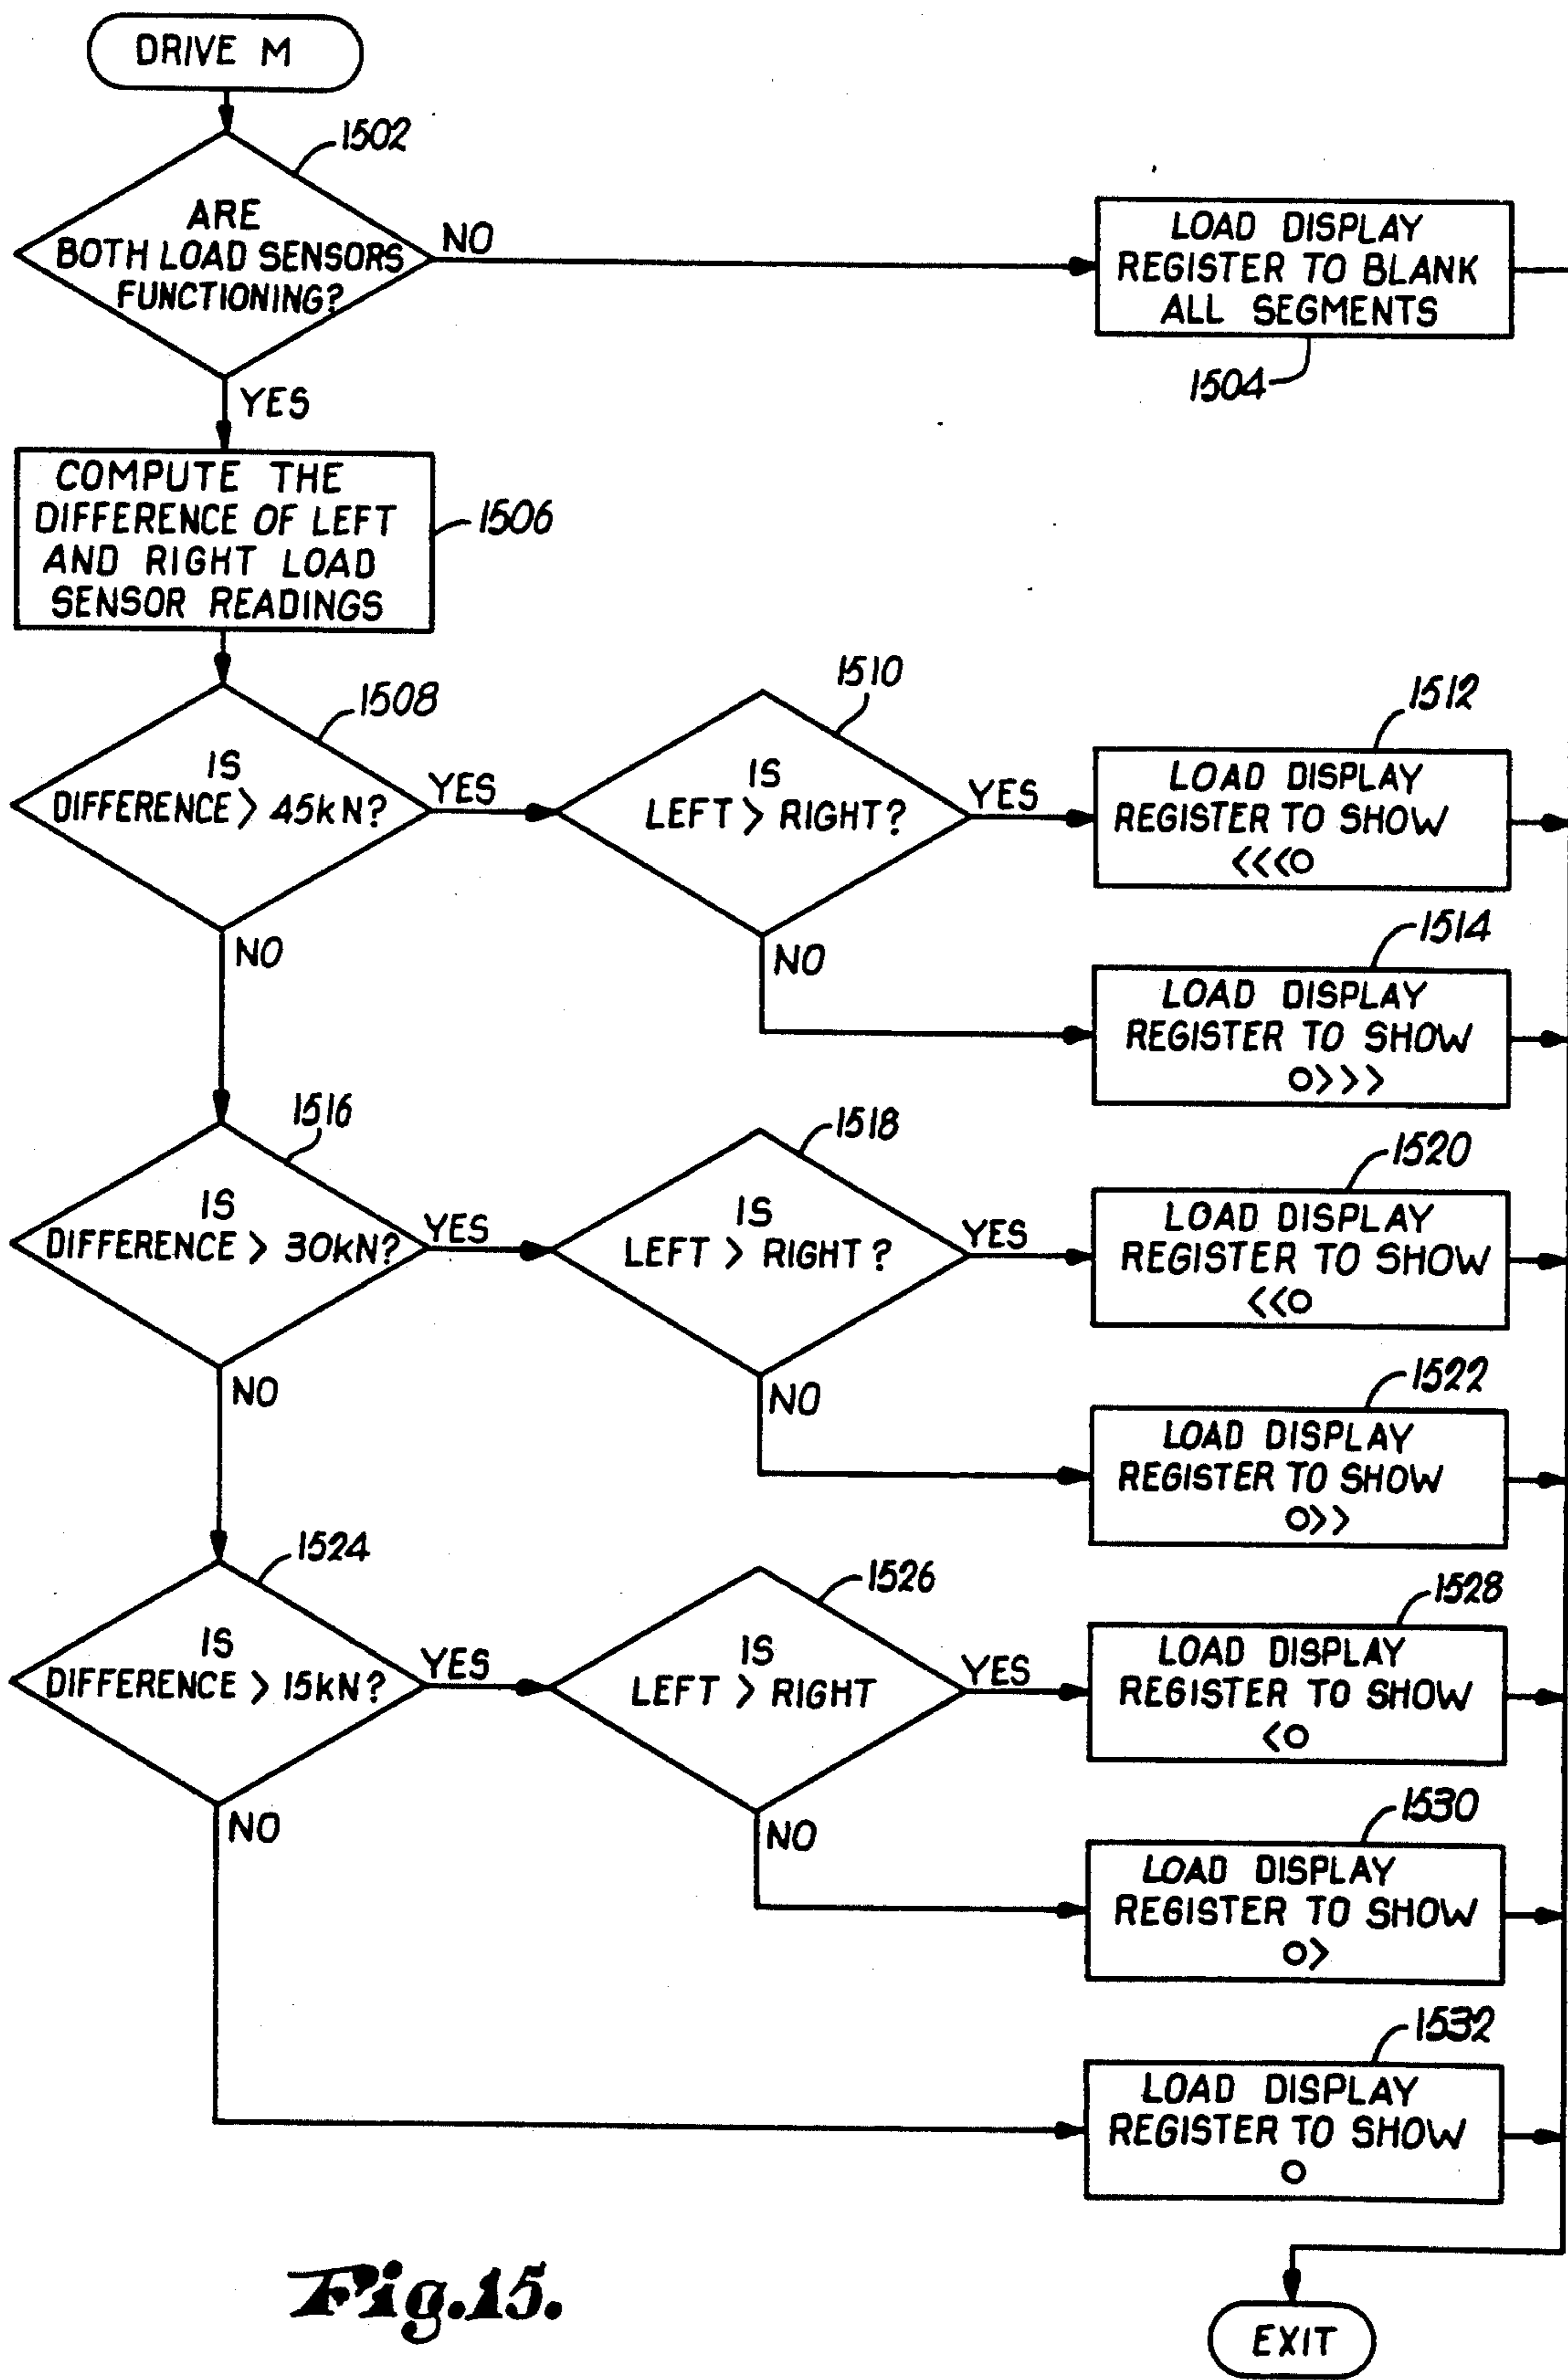 DRIVE M
1502
ARE
BOTH LOAD SENSORS
FUNCTIONING?
NO
LOAD DISPLAY
REGISTER TO BLANK
ALL SEGMENTS
1504
YES
COMPUTE THE
DIFFERENCE OF LEFT
AND RIGHT LOAD
SENSOR READINGS
1506
1508
IS
DIFFERENCE > 45KN?
YES
NO
1510
IS
LEFT > RIGHT?
YES
NO
1512
LOAD DISPLAY
REGISTER TO SHOW
<<<O
1514
LOAD DISPLAY
REGISTER TO SHOW
O>>>
1516
IS
DIFFERENCE > 30KN?
YES
NO
1518
IS
LEFT > RIGHT?
YES
NO
1520
LOAD DISPLAY
REGISTER TO SHOW
<<O
1522
LOAD DISPLAY
REGISTER TO SHOW
O>>
1524
IS
DIFFERENCE > 15KN?
YES
NO
1526
IS
LEFT > RIGHT
YES
NO
1528
LOAD DISPLAY
REGISTER TO SHOW
<O
1530
LOAD DISPLAY
REGISTER TO SHOW
O>
1532
LOAD DISPLAY
REGISTER TO SHOW
O
EXIT
Fig.15.